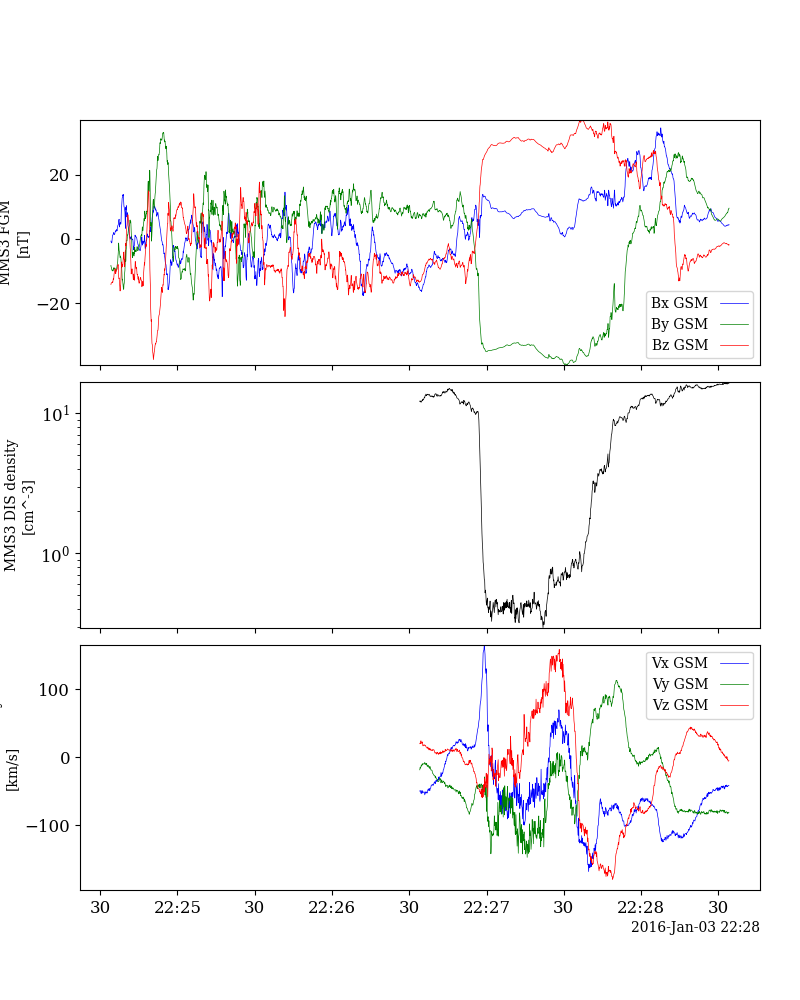 20
0
−20
MMS3 FGM
[nT]
Bx GSM
By GSM
Bz GSM
10^1
10^0
MMS3 DIS density
[cm^-3]
100
0
−100
[km/s]
Vx GSM
Vy GSM
Vz GSM
30 22:25 30 22:26 30 22:27 30 22:28 30
2016-Jan-03 22:28